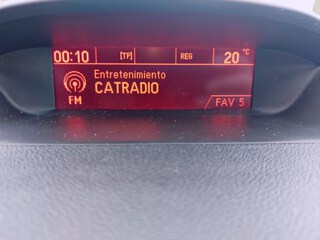 00:10 [TP] REG 20 °C
Entretenimiento
CATRADIO
FM FAV 5